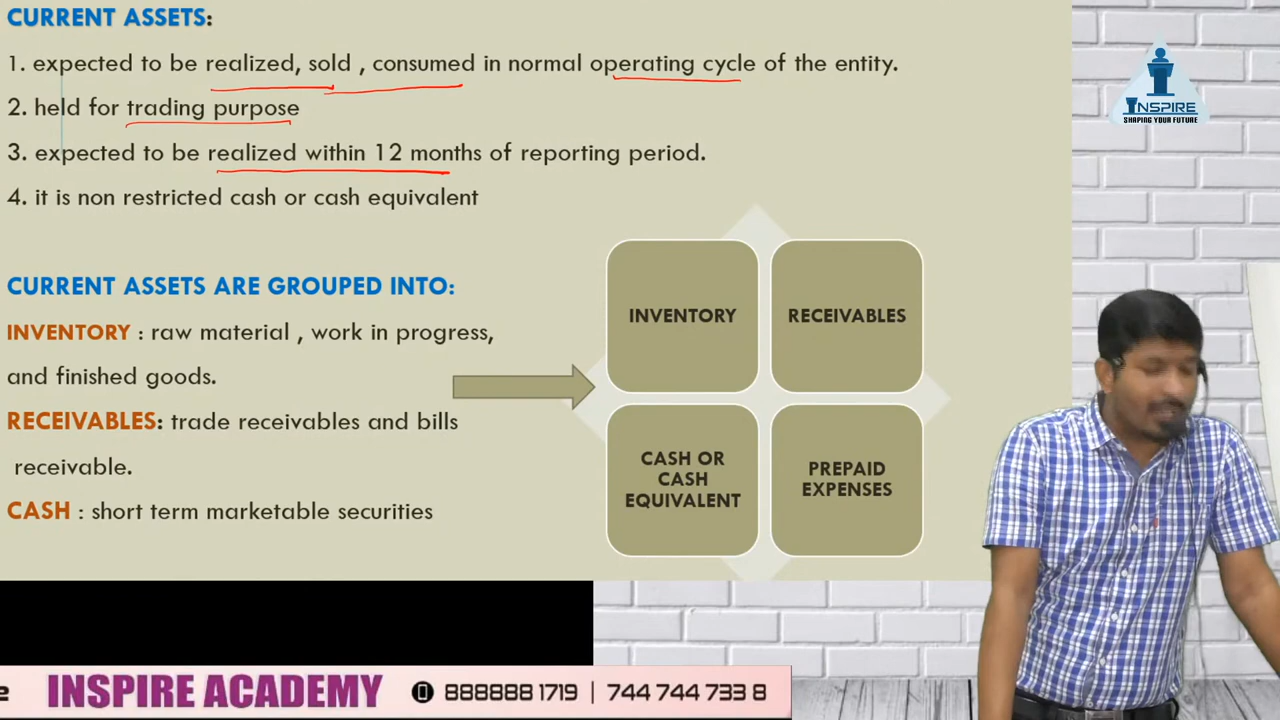 CURRENT ASSETS:
1. expected to be realized, sold , consumed in normal operating cycle of the entity.
2. held for trading purpose
3. expected to be realized within 12 months of reporting period.
4. it is non restricted cash or cash equivalent
CURRENT ASSETS ARE GROUPED INTO:
INVENTORY : raw material , work in progress,
and finished goods.
RECEIVABLES: trade receivables and bills
receivable.
CASH : short term marketable securities
INVENTORY
RECEIVABLES
CASH OR
CASH
EQUIVALENT
PREPAID
EXPENSES
INSPIRE
SHAPING YOUR FUTURE
e INSPIRE ACADEMY 888888 1719 | 744 744 733 8